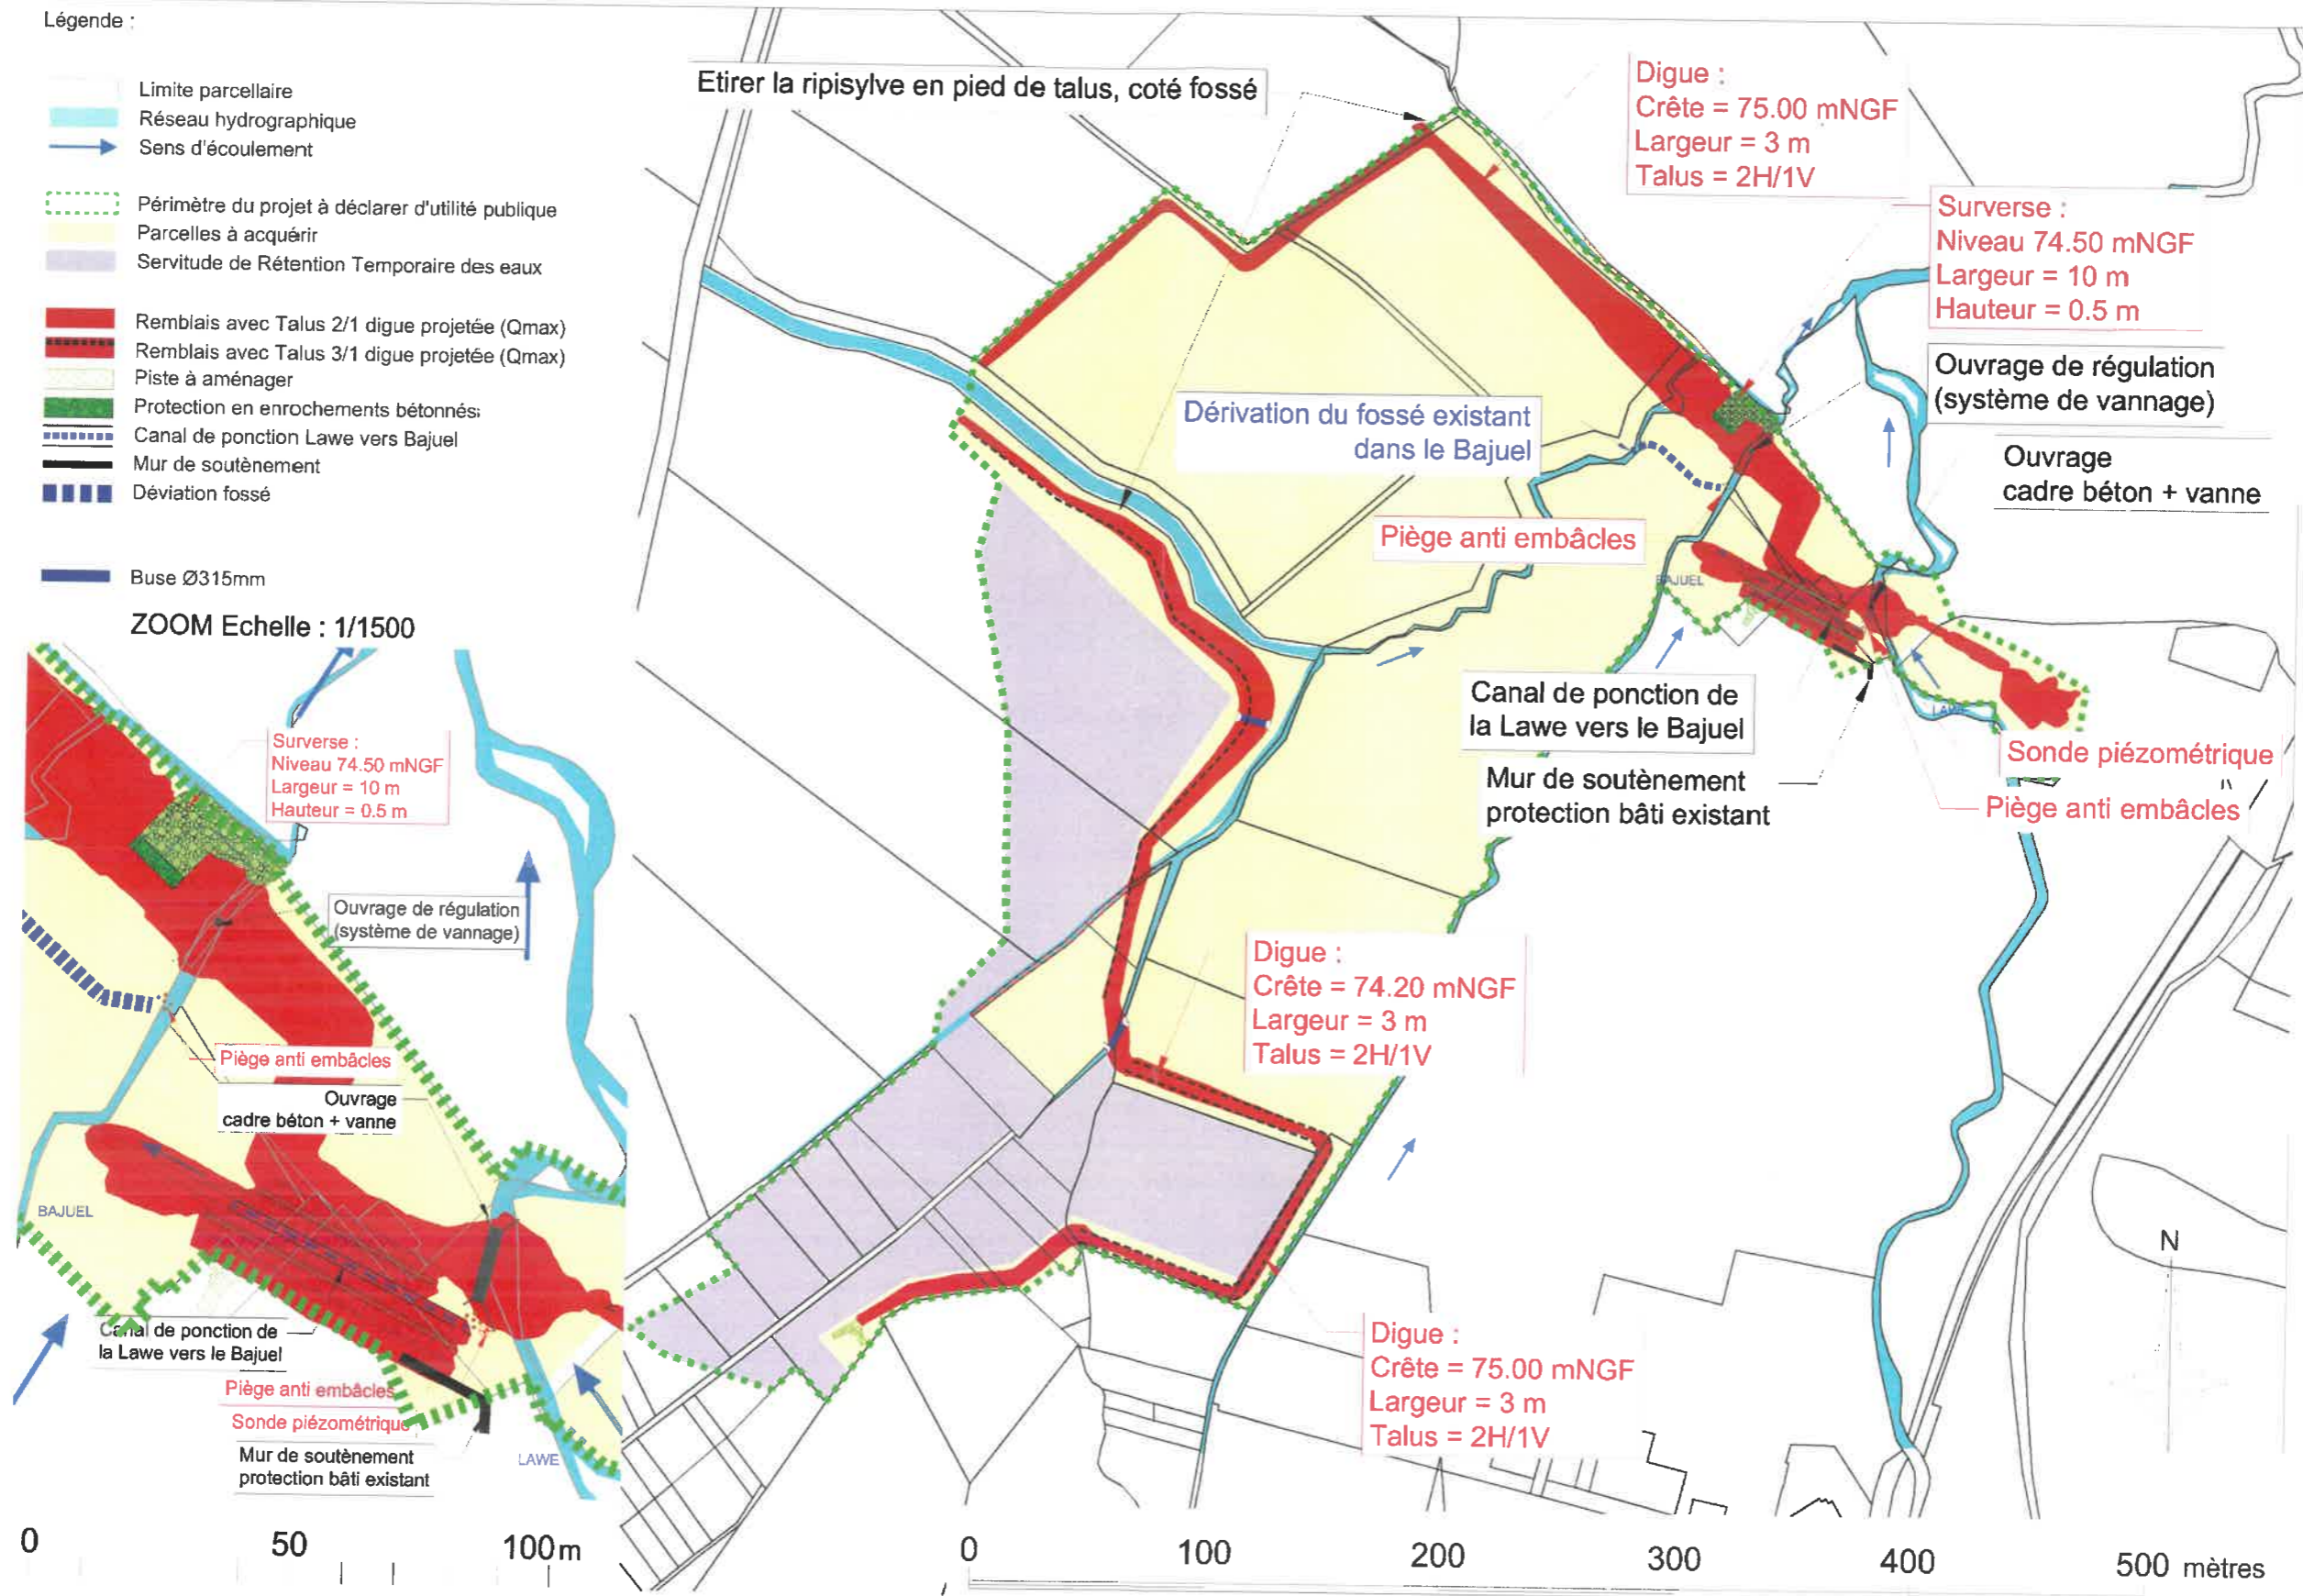 Légende :
Limite parcellaire
Réseau hydrographique
Sens d'écoulement
Périmètre du projet à déclarer d'utilité publique
Parcelles à acquérir
Servitude de Rétention Temporaire des eaux
Remblais avec Talus 2/1 digue projetée (Qmax)
Remblais avec Talus 3/1 digue projetée (Qmax)
Piste à aménager
Protection en enrochements bétonnés
Canal de ponction Lawe vers Bajuel
Mur de soutènement
Déviation fossé
Buse Ø315mm
ZOOM Echelle : 1/1500
Surverse :
Niveau 74.50 mNGF
Largeur = 10 m
Hauteur = 0.5 m
Ouvrage de régulation
(système de vannage)
Piège anti embâcles
Ouvrage
cadre béton + vanne
BAJUEL
Canal de ponction de
la Lawe vers le Bajuel
Piège anti embâcles
Sonde piézométrique
Mur de soutènement
protection bâti existant
LAWE
0 50 100 m
Etirer la ripisylve en pied de talus, coté fossé
Digue :
Crête = 75.00 mNGF
Largeur = 3 m
Talus = 2H/1V
Surverse :
Niveau 74.50 mNGF
Largeur = 10 m
Hauteur = 0.5 m
Ouvrage de régulation
(système de vannage)
Dérivation du fossé existant
dans le Bajuel
Ouvrage
cadre béton + vanne
Piège anti embâcles
BAJUEL
Canal de ponction de
la Lawe vers le Bajuel
LAWE
Sonde piézométrique
Mur de soutènement
protection bâti existant
Piège anti embâcles
Digue :
Crête = 74.20 mNGF
Largeur = 3 m
Talus = 2H/1V
N
Digue :
Crête = 75.00 mNGF
Largeur = 3 m
Talus = 2H/1V
0 100 200 300 400 500 mètres